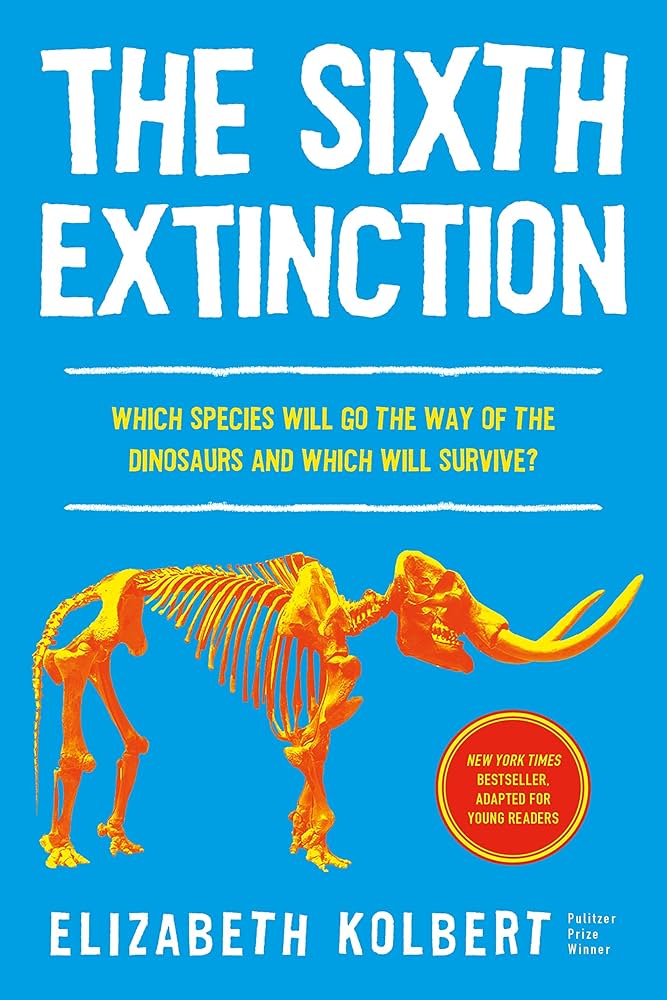 THE SIXTH
EXTINCTION
WHICH SPECIES WILL GO THE WAY OF THE
DINOSAURS AND WHICH WILL SURVIVE?
NEW YORK TIMES
BESTSELLER,
ADAPTED FOR
YOUNG READERS
ELIZABETH KOLBERT
Pulitzer
Prize
Winner